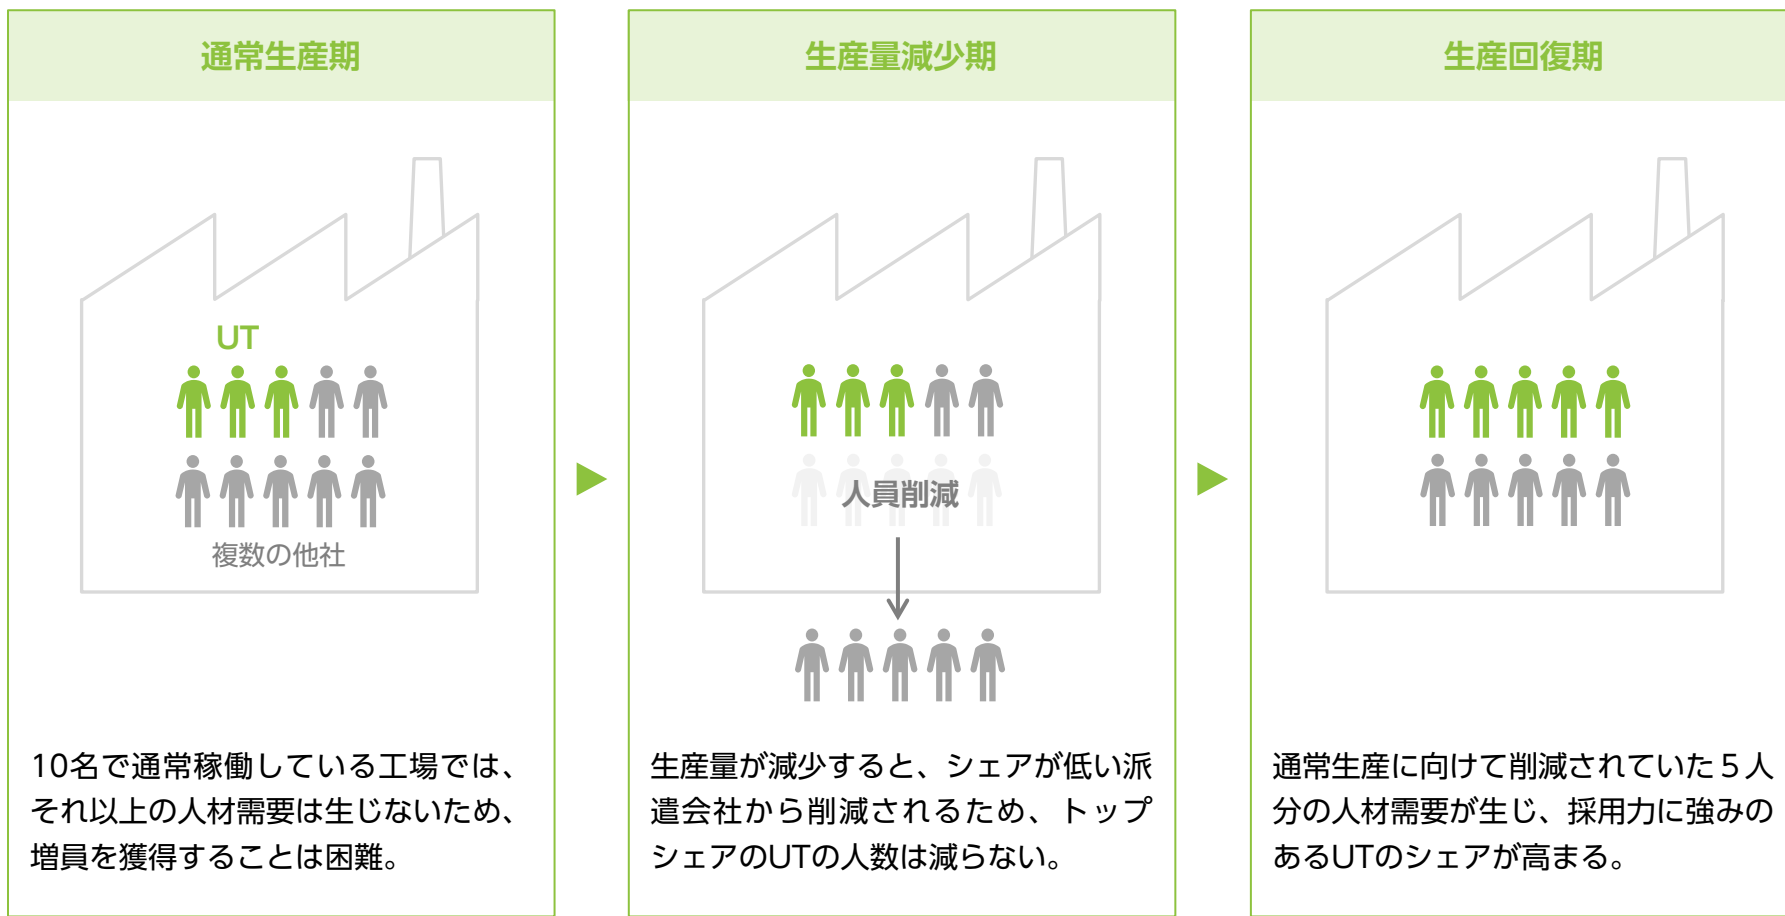 通常生産期
UT
複数の他社
10名で通常稼働している工場では、
それ以上の人材需要は生じないため、
増員を獲得することは困難。
生産量減少期
人員削減
生産量が減少すると、シェアが低い派
遣会社から削減されるため、トップ
シェアのUTの人数は減らない。
生産回復期
通常生産に向けて削減されていた５人
分の人材需要が生じ、採用力に強みの
あるUTのシェアが高まる。